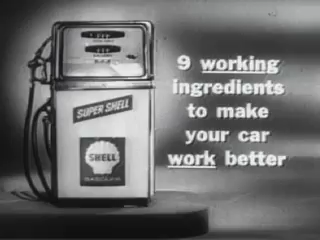 SUPER SHELL
SHELL
9 working
ingredients
to make
your car
work better